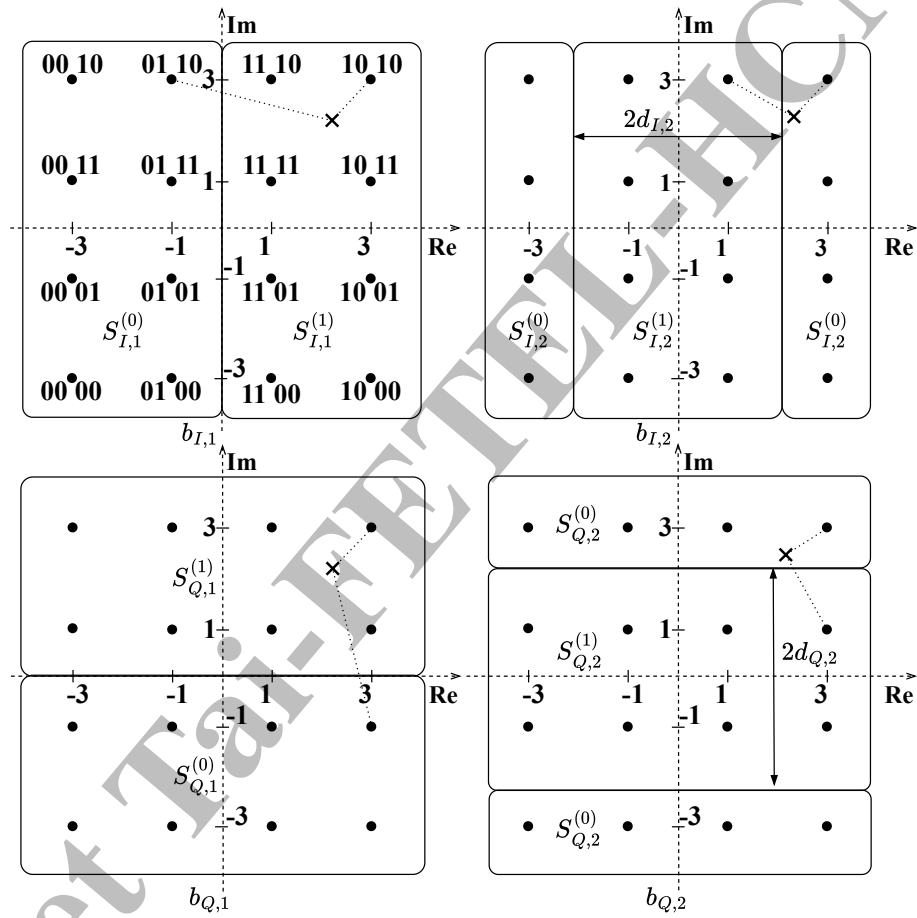 Im
Im
00 10 01 10 11 10 10 10
3
3
2d_{I,2}
00 11 01 11 11 11 10 11
1
1
-3 -1 1 3 Re
-3 -1 1 3 Re
-1
-1
00 01 01 01 11 01 10 01
S_{I,1}^{(0)} S_{I,1}^{(1)}
S_{I,2}^{(0)} S_{I,2}^{(1)} S_{I,2}^{(0)}
-3
-3
00 00 01 00 11 00 10 00
b_{I,1}
b_{I,2}
Im
Im
3
S_{Q,2}^{(0)} 3
S_{Q,1}^{(1)}
1
1
S_{Q,2}^{(1)} 2d_{Q,2}
-3 -1 1 3 Re
-3 -1 1 3 Re
-1
-1
S_{Q,1}^{(0)}
-3
-3
S_{Q,2}^{(0)}
b_{Q,1}
b_{Q,2}
et Tai-FETEL-HC